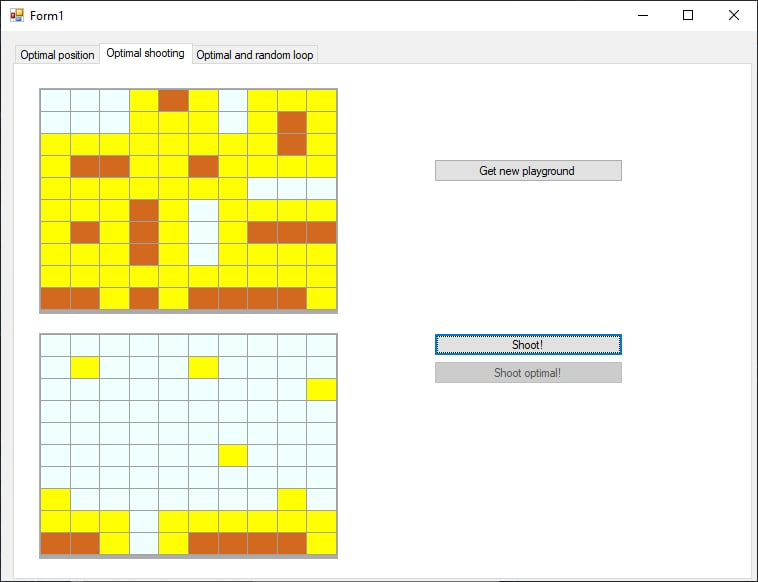 Form1
Optimal position
Optimal shooting
Optimal and random loop
Get new playground
Shoot!
Shoot optimal!